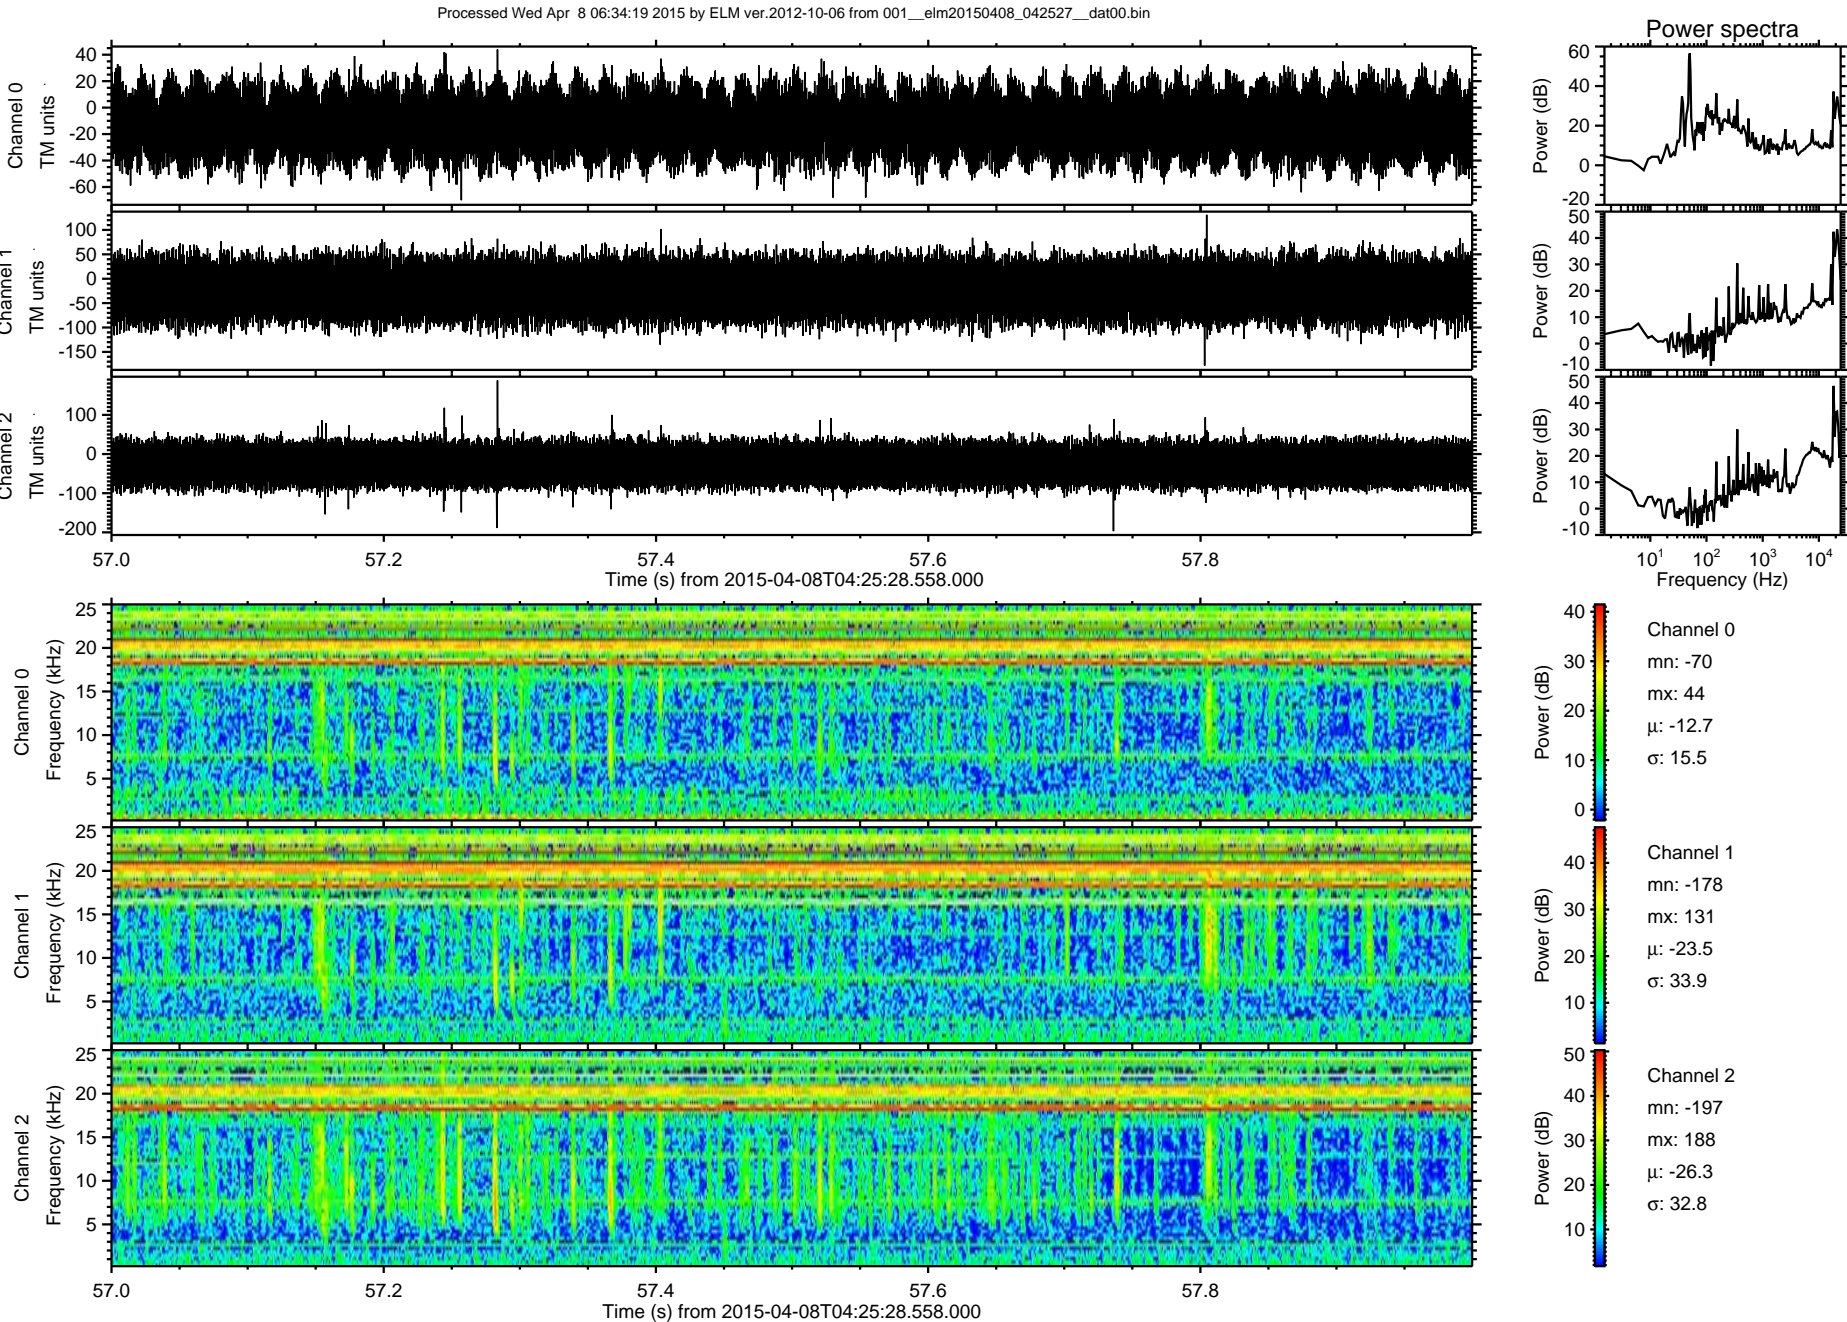 Processed Wed Apr  8 06:34:19 2015 by ELM ver.2012-10-06 from 001__elm20150408_042527__dat00.bin
Power spectra
Channel 0
TM units
40
20
0
-20
-40
-60
Power (dB)
60
40
20
0
-20
Channel 1
TM units
100
50
0
-50
-100
-150
Power (dB)
50
40
30
20
10
0
-10
Channel 2
TM units
100
0
-100
-200
Power (dB)
50
40
30
20
10
0
-10
57.0 57.2 57.4 57.6 57.8
Time (s) from 2015-04-08T04:25:28.558.000
10^1 10^2 10^3 10^4
Frequency (Hz)
Channel 0
Frequency (kHz)
25
20
15
10
5
Power (dB)
40
30
20
10
0
Channel 0
mn: -70
mx: 44
μ: -12.7
σ: 15.5
Channel 1
Frequency (kHz)
25
20
15
10
5
Power (dB)
40
30
20
10
Channel 1
mn: -178
mx: 131
μ: -23.5
σ: 33.9
Channel 2
Frequency (kHz)
25
20
15
10
5
Power (dB)
50
40
30
20
10
Channel 2
mn: -197
mx: 188
μ: -26.3
σ: 32.8
57.0 57.2 57.4 57.6 57.8
Time (s) from 2015-04-08T04:25:28.558.000